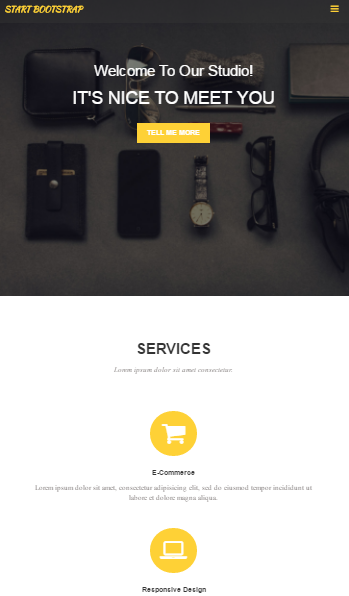 START BOOTSTRAP
Welcome To Our Studio!
IT'S NICE TO MEET YOU
TELL ME MORE
SERVICES
Lorem ipsum dolor sit amet consectetur.
E-Commerce
Lorem ipsum dolor sit amet, consectetur adipisicing elit, sed do eiusmod tempor incididunt ut
labore et dolore magna aliqua.
Responsive Design